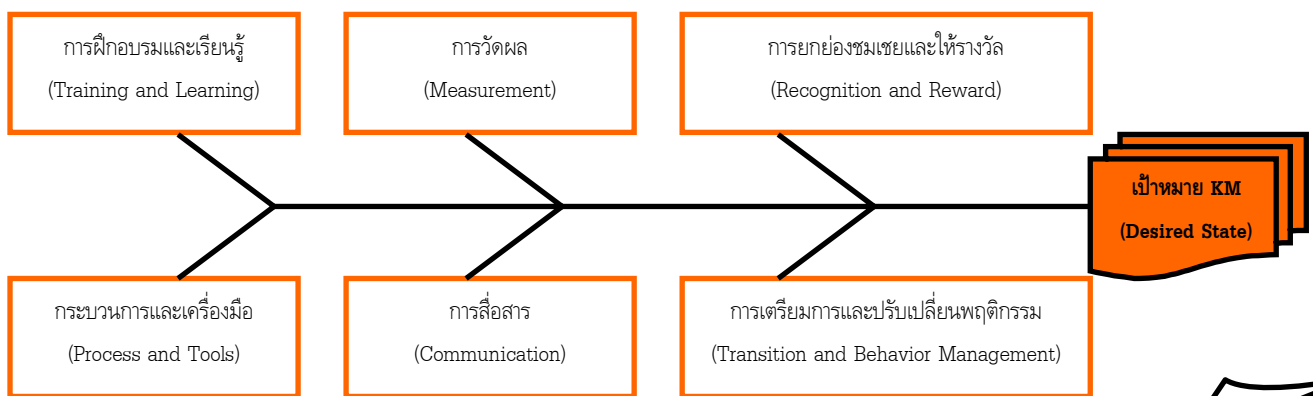 การฝึกอบรมและเรียนรู้
(Training and Learning)
การวัดผล
(Measurement)
การยกย่องชมเชยและให้รางวัล
(Recognition and Reward)
เป้าหมาย KM
(Desired State)
กระบวนการและเครื่องมือ
(Process and Tools)
การสื่อสาร
(Communication)
การเตรียมการและปรับเปลี่ยนพฤติกรรม
(Transition and Behavior Management)